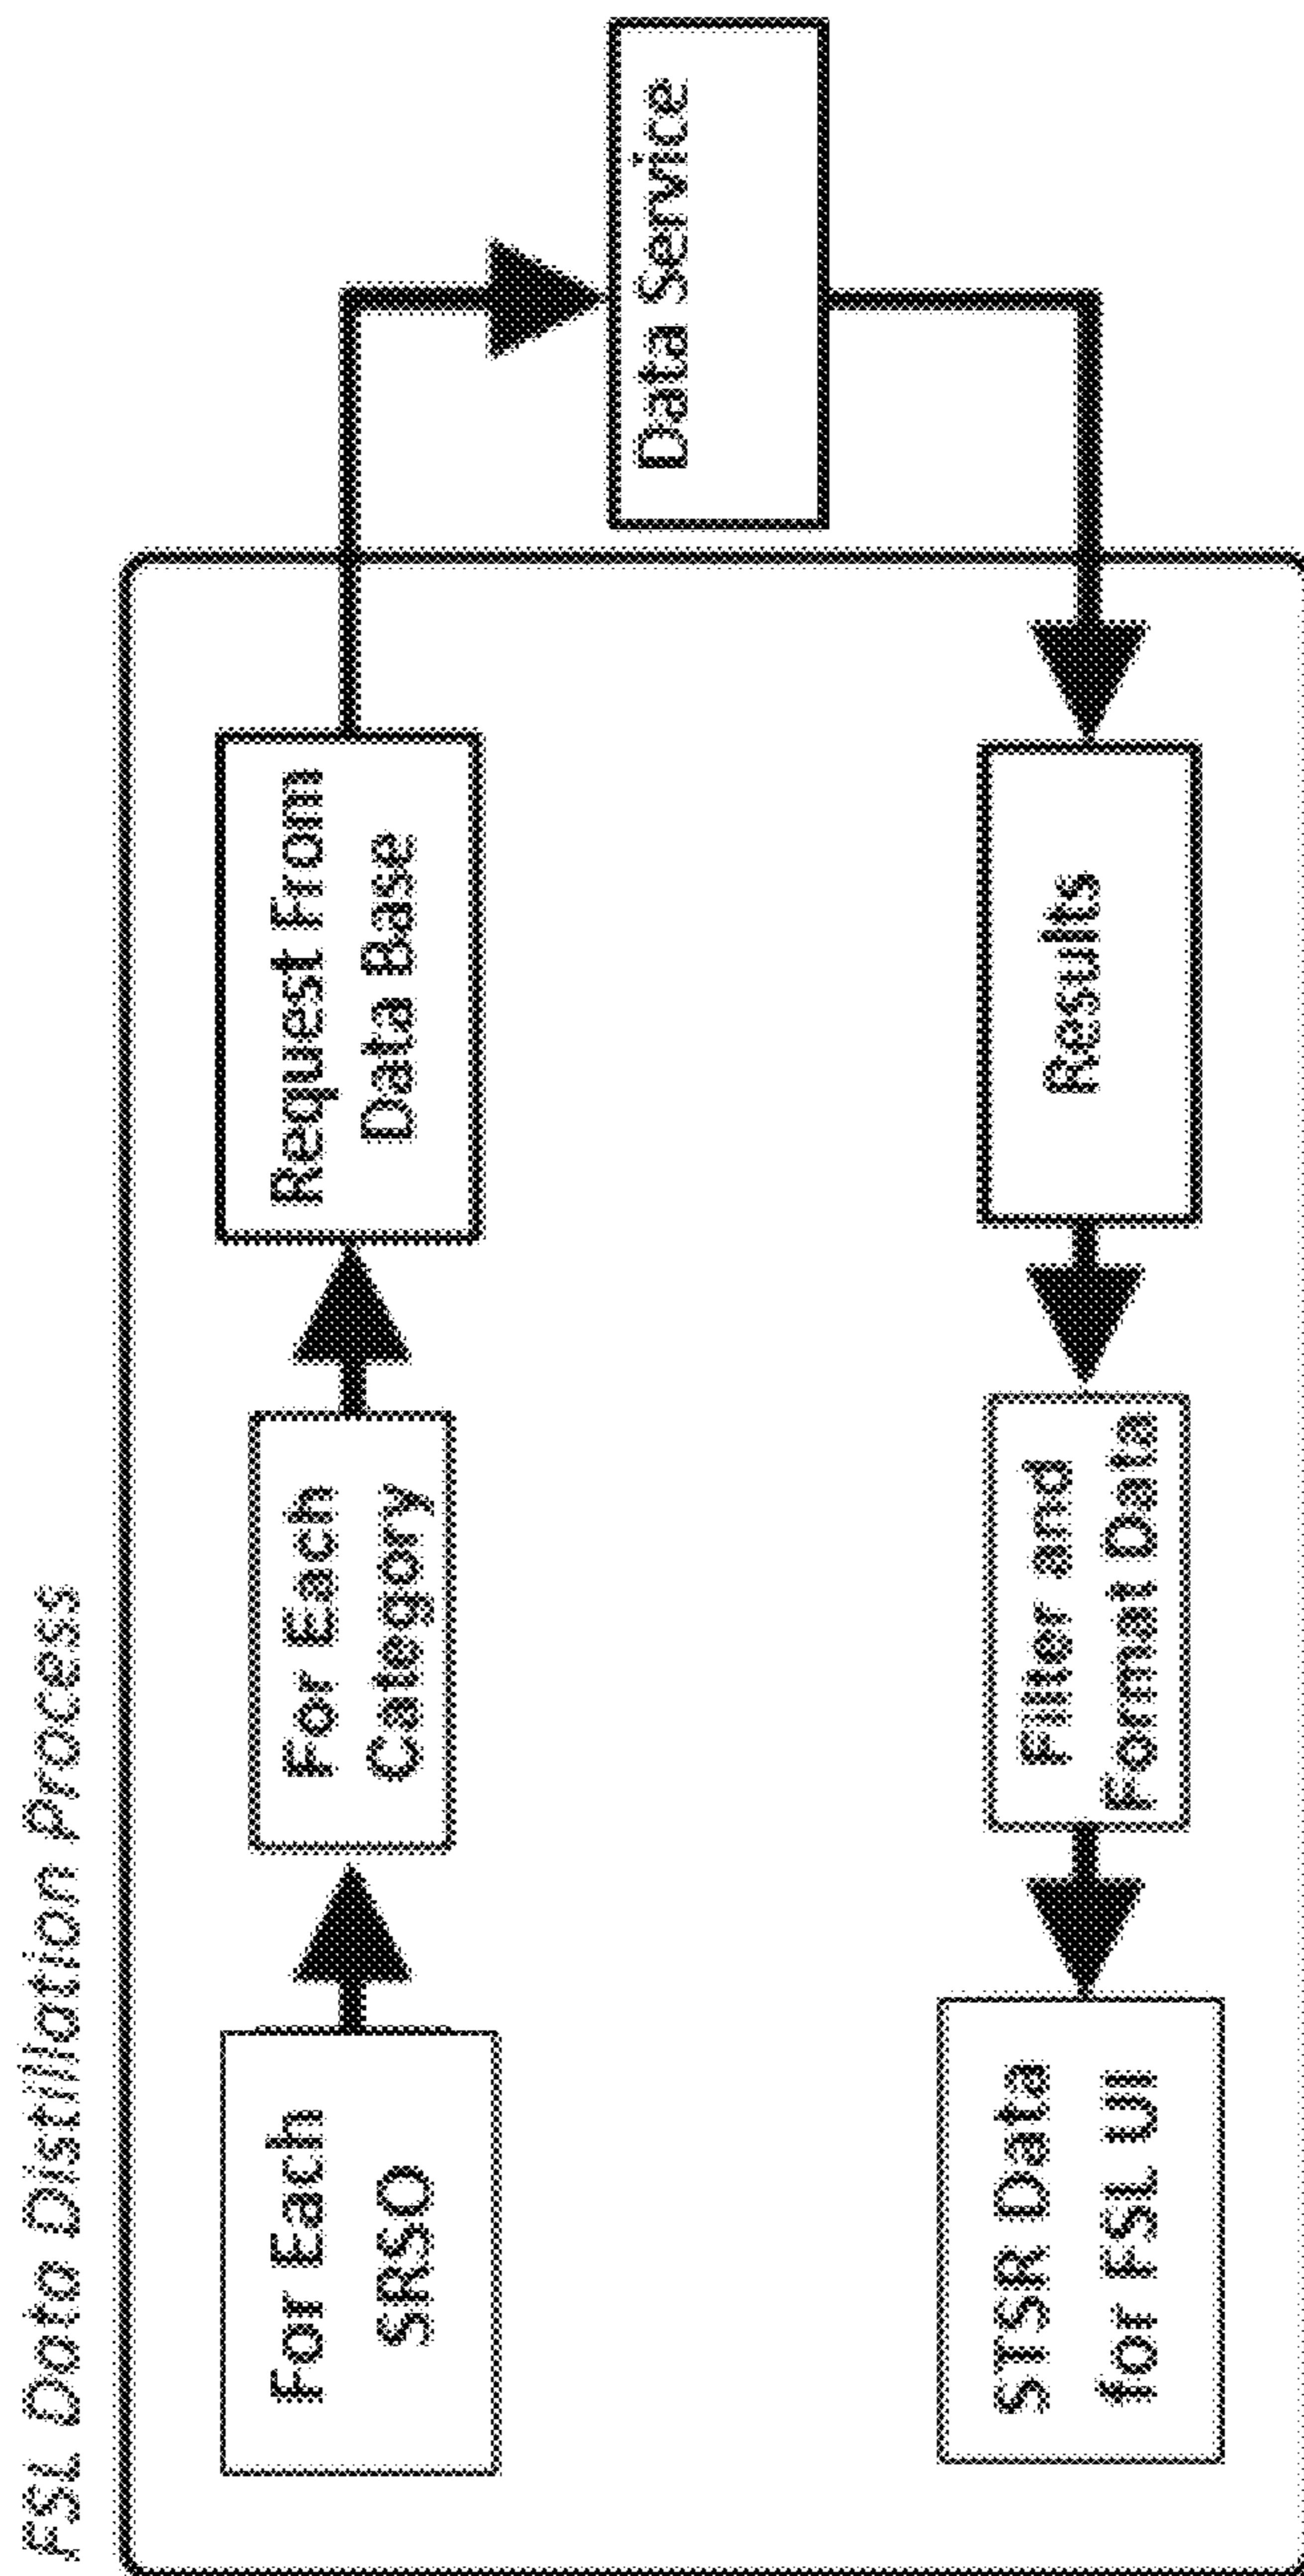 FSL Data Distillation Process
For Each
SRSO
For Each
Category
Request From
Data Base
Data Service
Results
Filter and
Format Data
STSR Data
for FSL UI